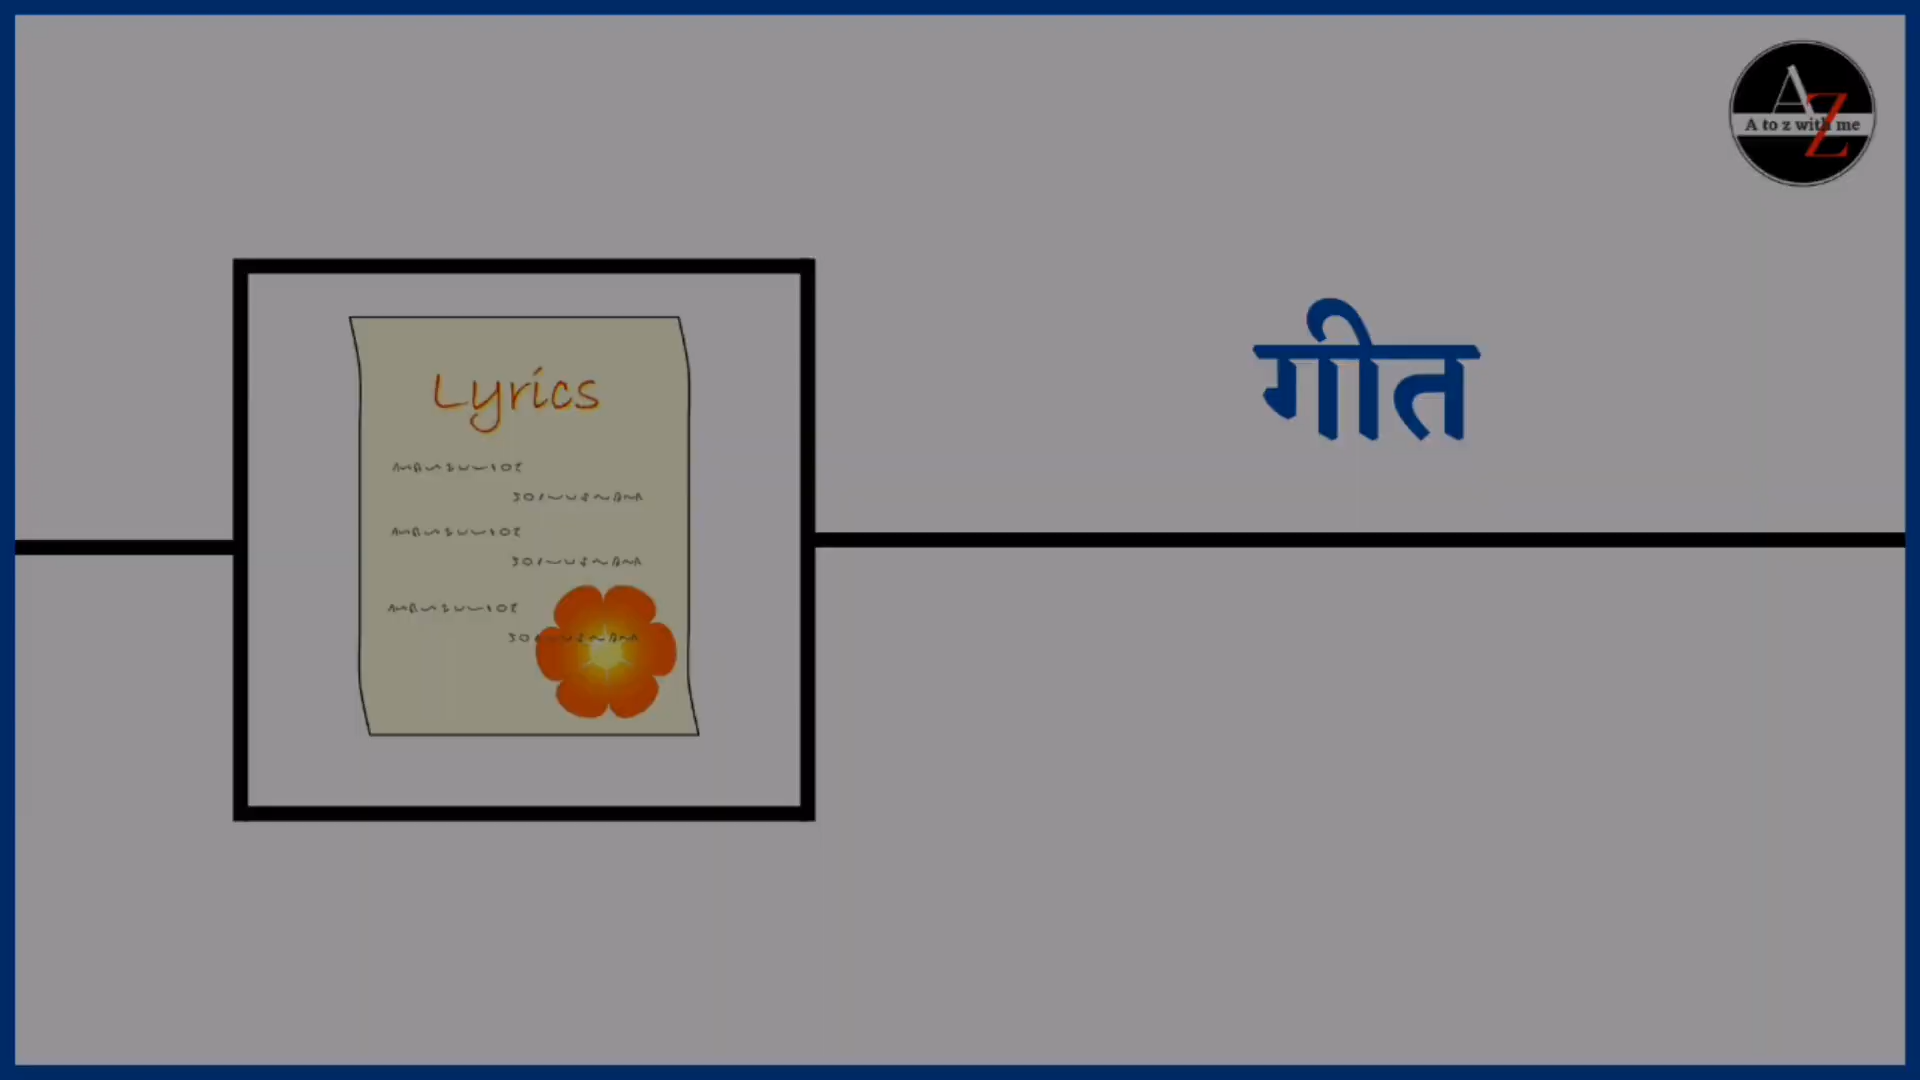 A Z
A to z with me
गीत
Lyrics